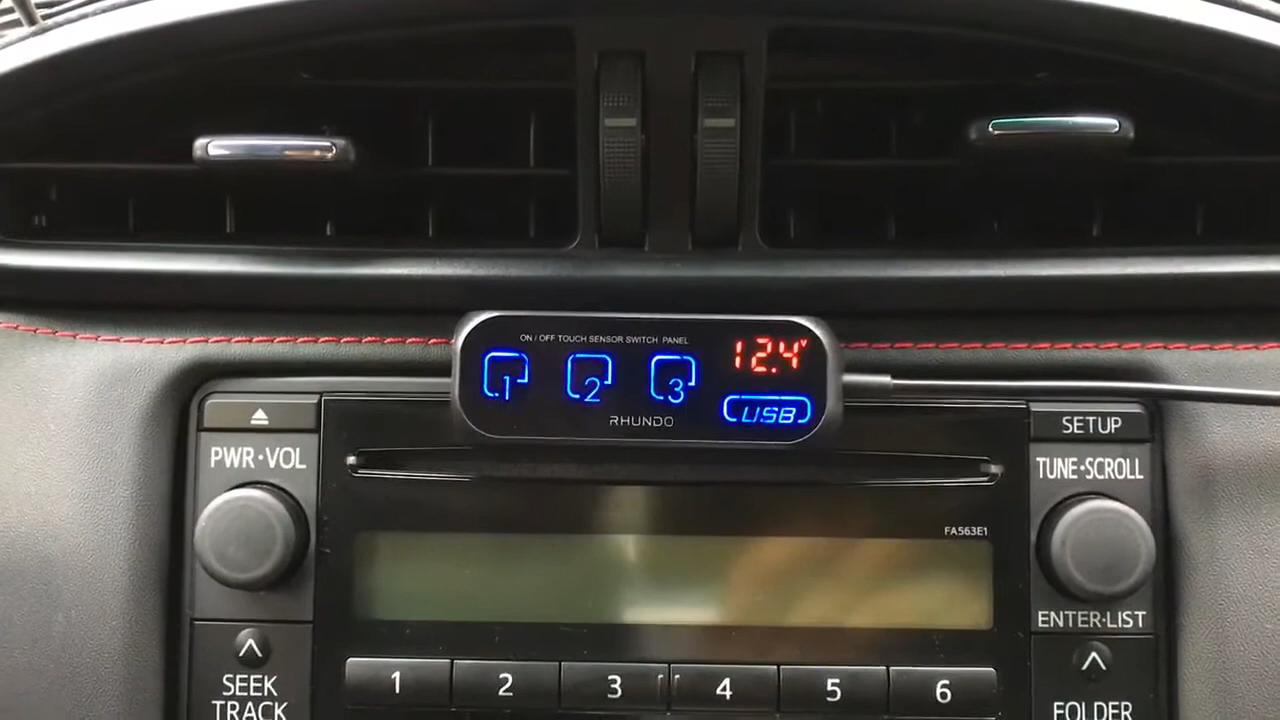 ON / OFF TOUCH SENSOR SWITCH PANEL
12.4V
1 2 3
USB
RHUNDO
SETUP
PWR•VOL
TUNE•SCROLL
FA563E1
ENTER•LIST
1 2 3 4 5 6
SEEK
TRACK
FOLDER